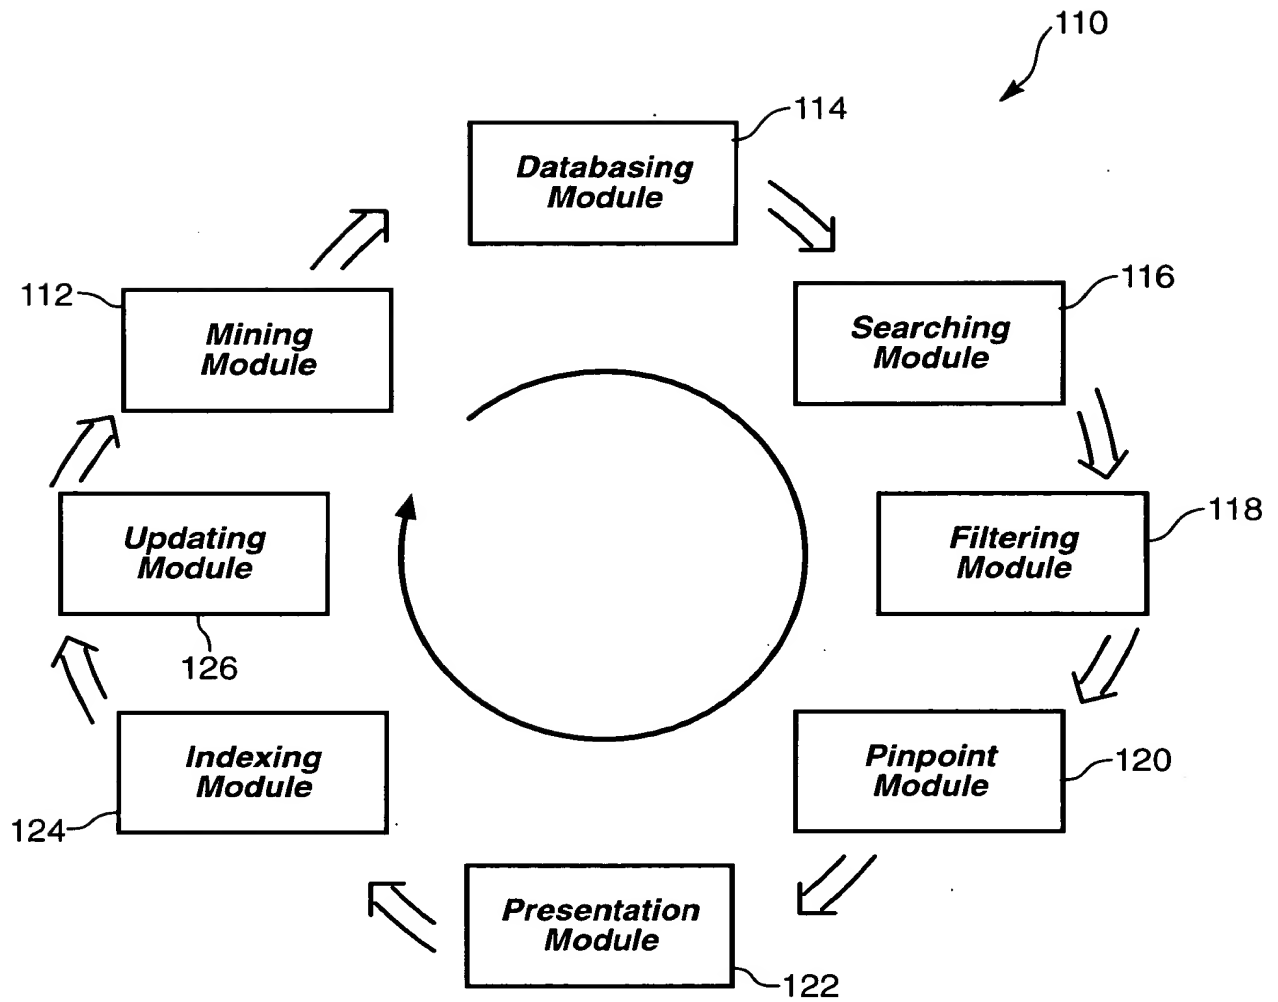 110
114
Databasing
Module
112
116
Mining
Module
Searching
Module
118
Updating
Module
Filtering
Module
126
Indexing
Module
Pinpoint
Module
120
124
Presentation
Module
122